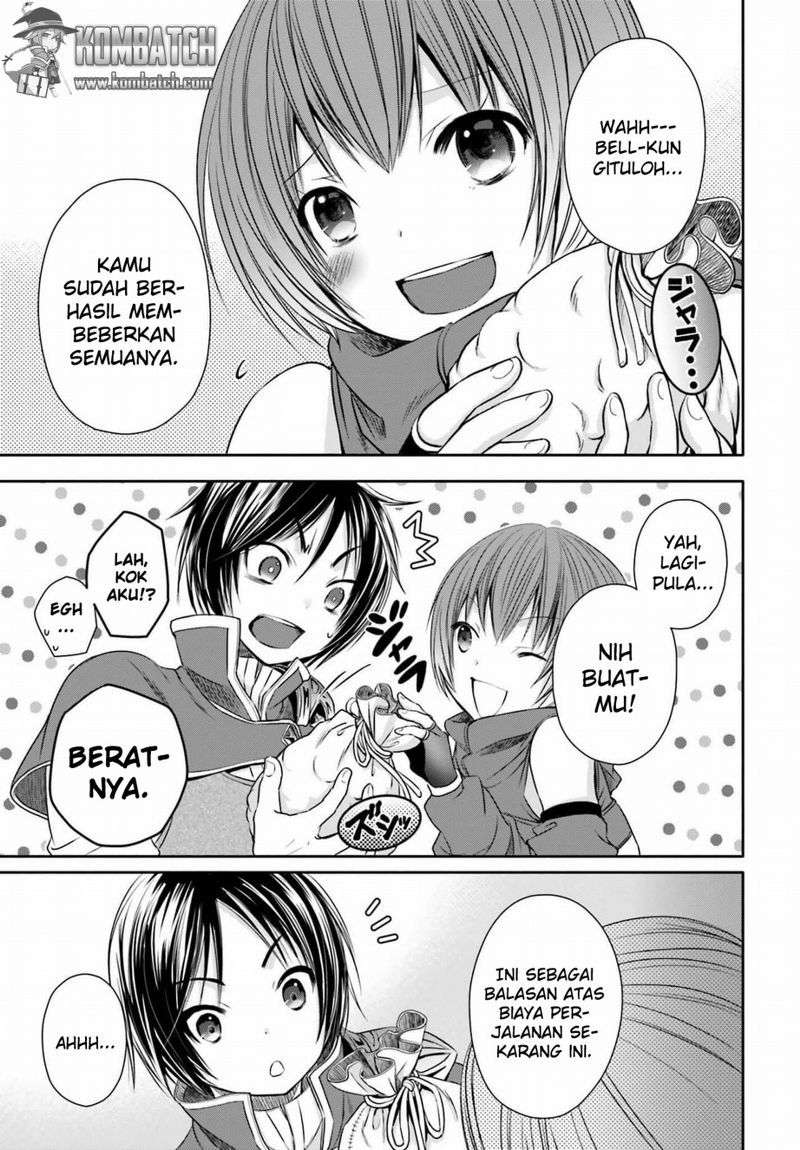 KOMBATCH
www.kombatch.com
WAHH---
BELL-KUN
GITULOH...
KAMU
SUDAH BER-
HASIL MEM-
BEBERKAN
SEMUANYA.
ジャラ・・・
YAH,
LAGI-
PULA...
NIH
BUAT-
MU!
LAH,
KOK
AKU!?
EGH
...
ジャラ
BERAT-
NYA.
ズシッ
INI SEBAGAI
BALASAN ATAS
BIAYA PER-
JALANAN SE-
KARANG INI.
AHHH...